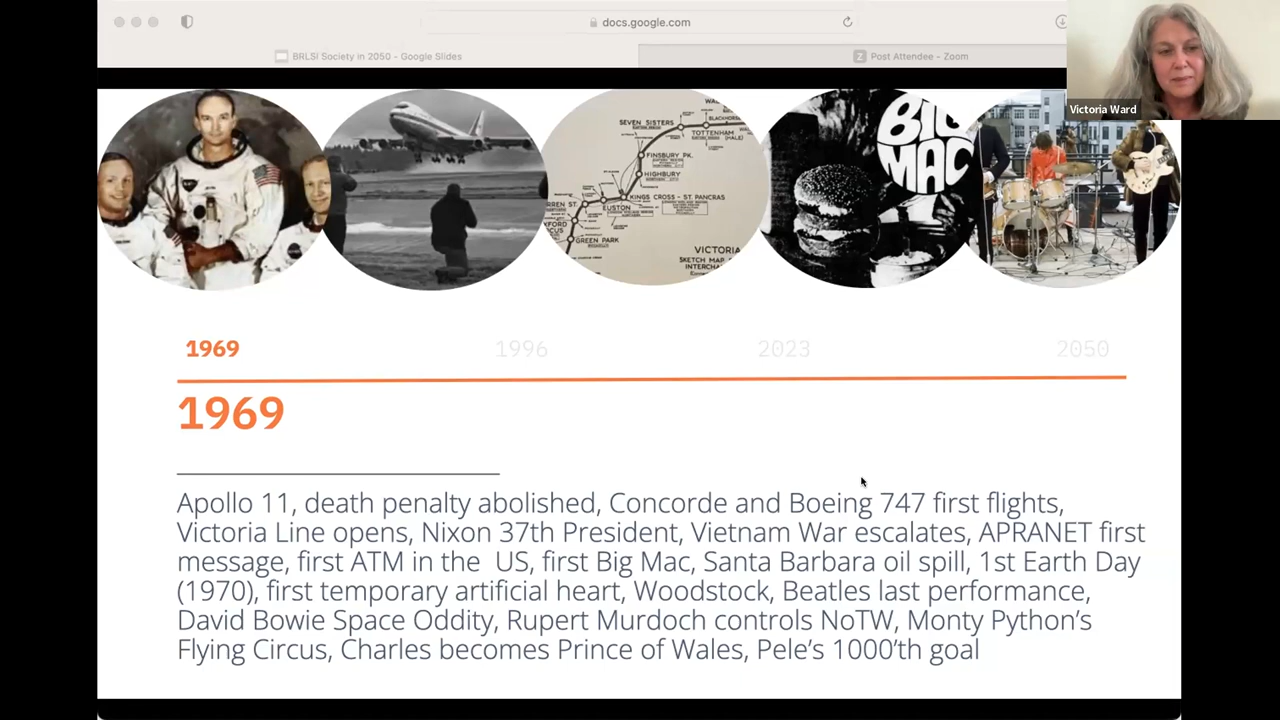 docs.google.com
BRLSI Society in 2050 - Google Slides
Post Attendee - Zoom
Victoria Ward
SEVEN SISTERS
BLACKHORSE
TOTTENHAM
(HALE)
FINSBURY PK.
HIGHBURY
KINGS CROSS - ST PANCRAS
EUSTON
GREEN PARK
VICTORIA
SKETCH MAP
INTERCHA
BIG
MAC
1969
1996
2023
2050
1969
Apollo 11, death penalty abolished, Concorde and Boeing 747 first flights,
Victoria Line opens, Nixon 37th President, Vietnam War escalates, APRANET first
message, first ATM in the US, first Big Mac, Santa Barbara oil spill, 1st Earth Day
(1970), first temporary artificial heart, Woodstock, Beatles last performance,
David Bowie Space Oddity, Rupert Murdoch controls NoTW, Monty Python’s
Flying Circus, Charles becomes Prince of Wales, Pele’s 1000’th goal